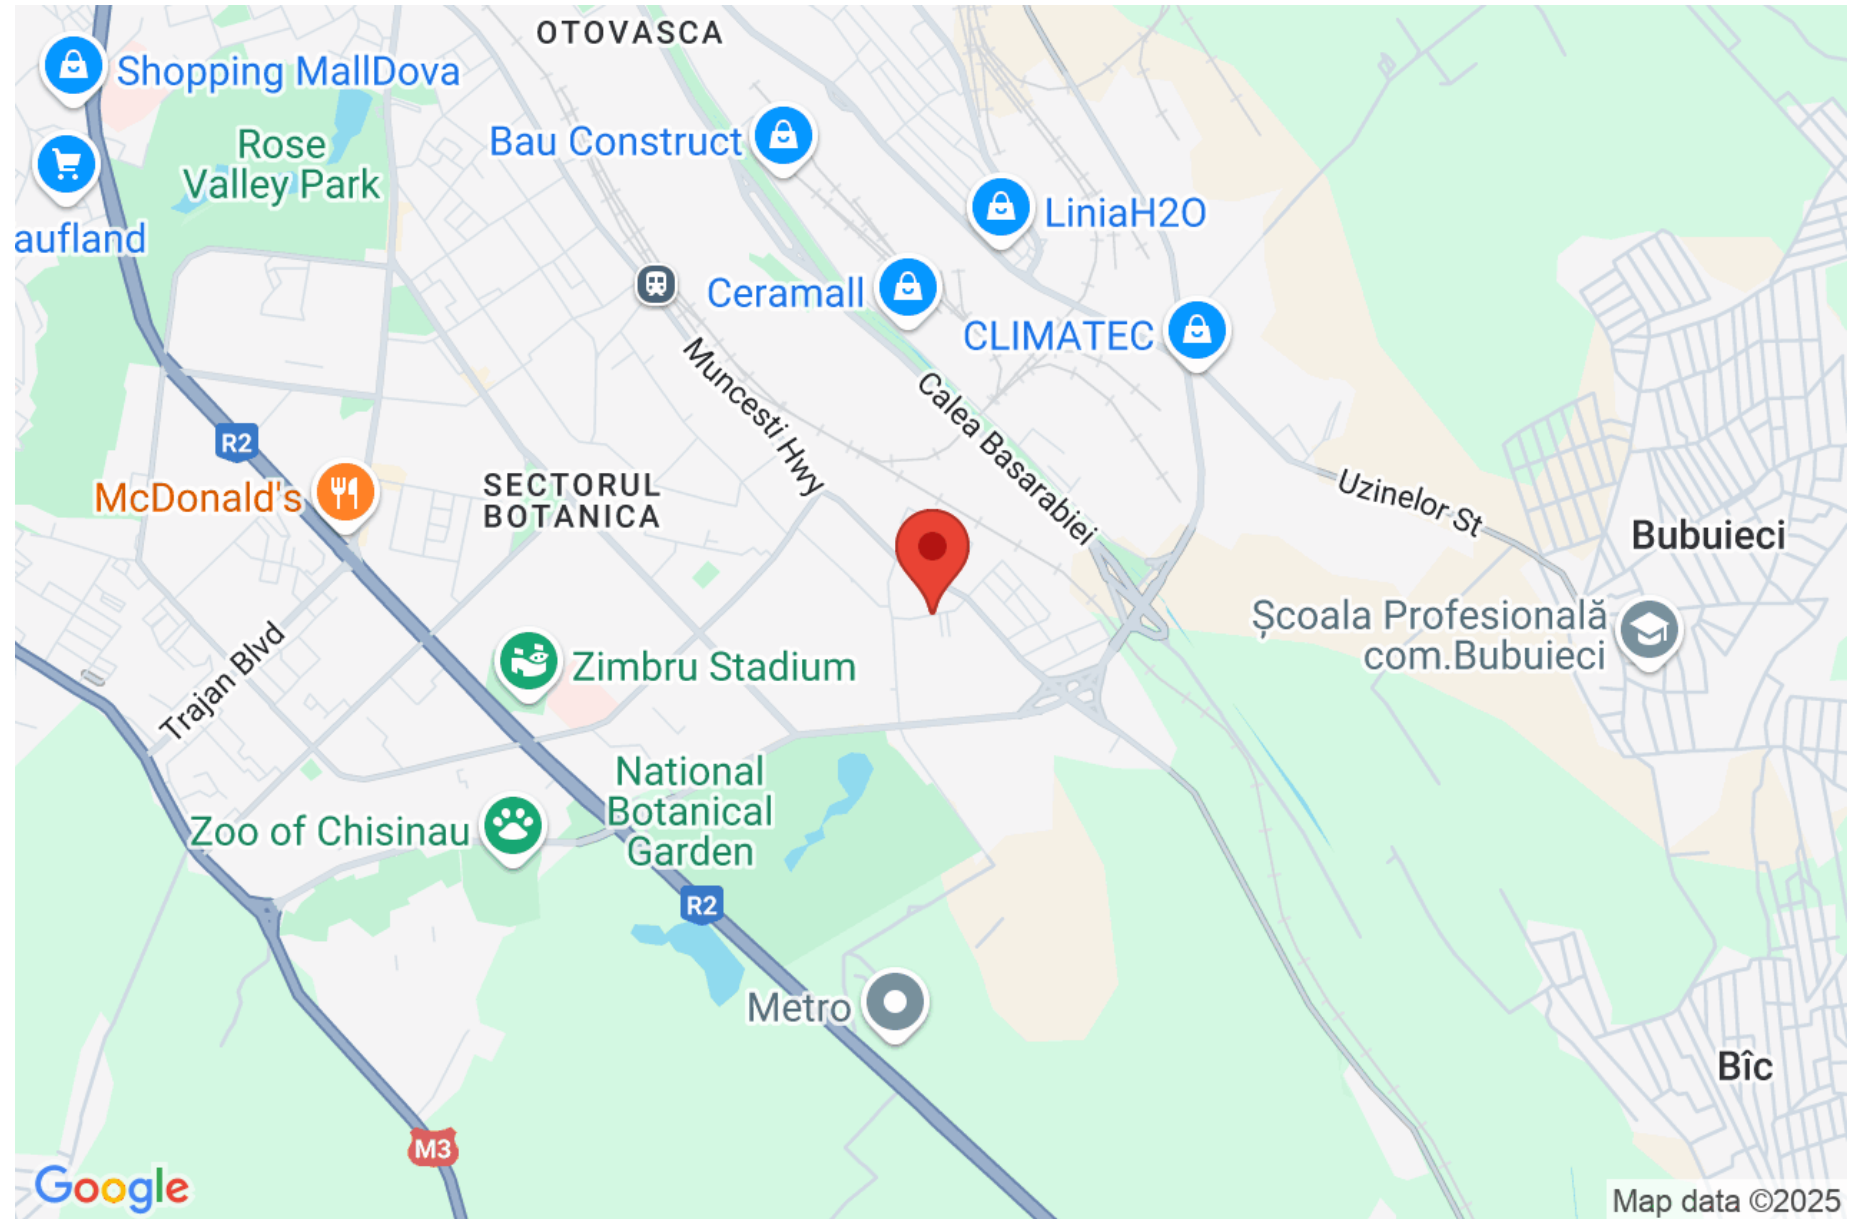 OTOVASCA
Shopping MallDova
Bau Construct
Rose
Valley Park
LiniaH2O
aufland
Ceramall
CLIMATEC
Muncesti Hwy
Calea Basarabiei
R2
McDonald's
SECTORUL
BOTANICA
Uzinelor St
Bubuieci
Școala Profesională
com.Bubuieci
Trajan Blvd
Zimbru Stadium
National
Botanical
Garden
Zoo of Chisinau
R2
Metro
Bîc
M3
Google
Map data ©2025